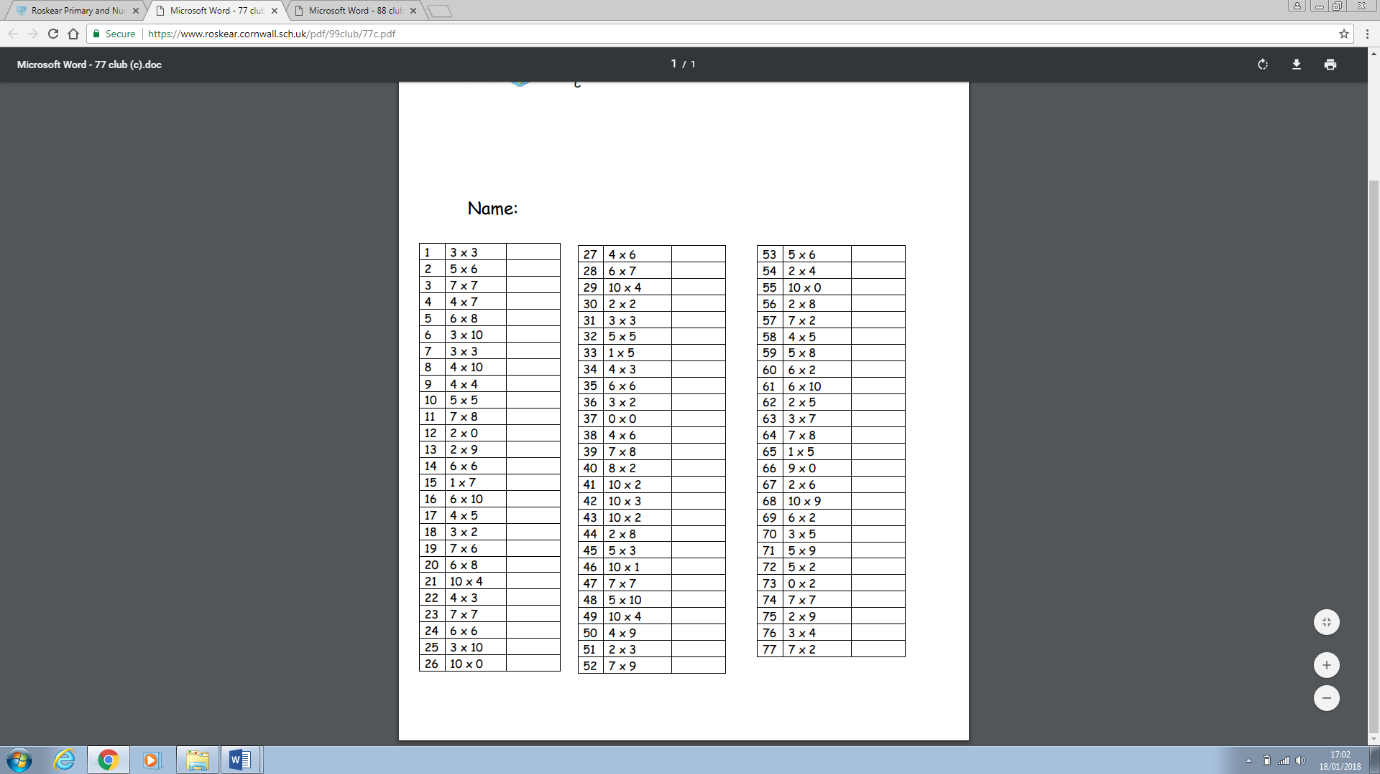 Roskear Primary and Nur
Microsoft Word - 77 club
Microsoft Word - 88 club
Secure
https://www.roskear.cornwall.sch.uk/pdf/99club/77c.pdf
Microsoft Word - 77 club (c).doc
1 / 1
Name:
1 3 x 3
2 5 x 6
3 7 x 7
4 4 x 7
5 6 x 8
6 3 x 10
7 3 x 3
8 4 x 10
9 4 x 4
10 5 x 5
11 7 x 8
12 2 x 0
13 2 x 9
14 6 x 6
15 1 x 7
16 6 x 10
17 4 x 5
18 3 x 2
19 7 x 6
20 6 x 8
21 10 x 4
22 4 x 3
23 7 x 7
24 6 x 6
25 3 x 10
26 10 x 0
27 4 x 6
28 6 x 7
29 10 x 4
30 2 x 2
31 3 x 3
32 5 x 5
33 1 x 5
34 4 x 3
35 6 x 6
36 3 x 2
37 0 x 0
38 4 x 6
39 7 x 8
40 8 x 2
41 10 x 2
42 10 x 3
43 10 x 2
44 2 x 8
45 5 x 3
46 10 x 1
47 7 x 7
48 5 x 10
49 10 x 4
50 4 x 9
51 2 x 3
52 7 x 9
53 5 x 6
54 2 x 4
55 10 x 0
56 2 x 8
57 7 x 2
58 4 x 5
59 5 x 8
60 6 x 2
61 6 x 10
62 2 x 5
63 3 x 7
64 7 x 8
65 1 x 5
66 9 x 0
67 2 x 6
68 10 x 9
69 6 x 2
70 3 x 5
71 5 x 9
72 5 x 2
73 0 x 2
74 7 x 7
75 2 x 9
76 3 x 4
77 7 x 2
17:02
18/01/2018